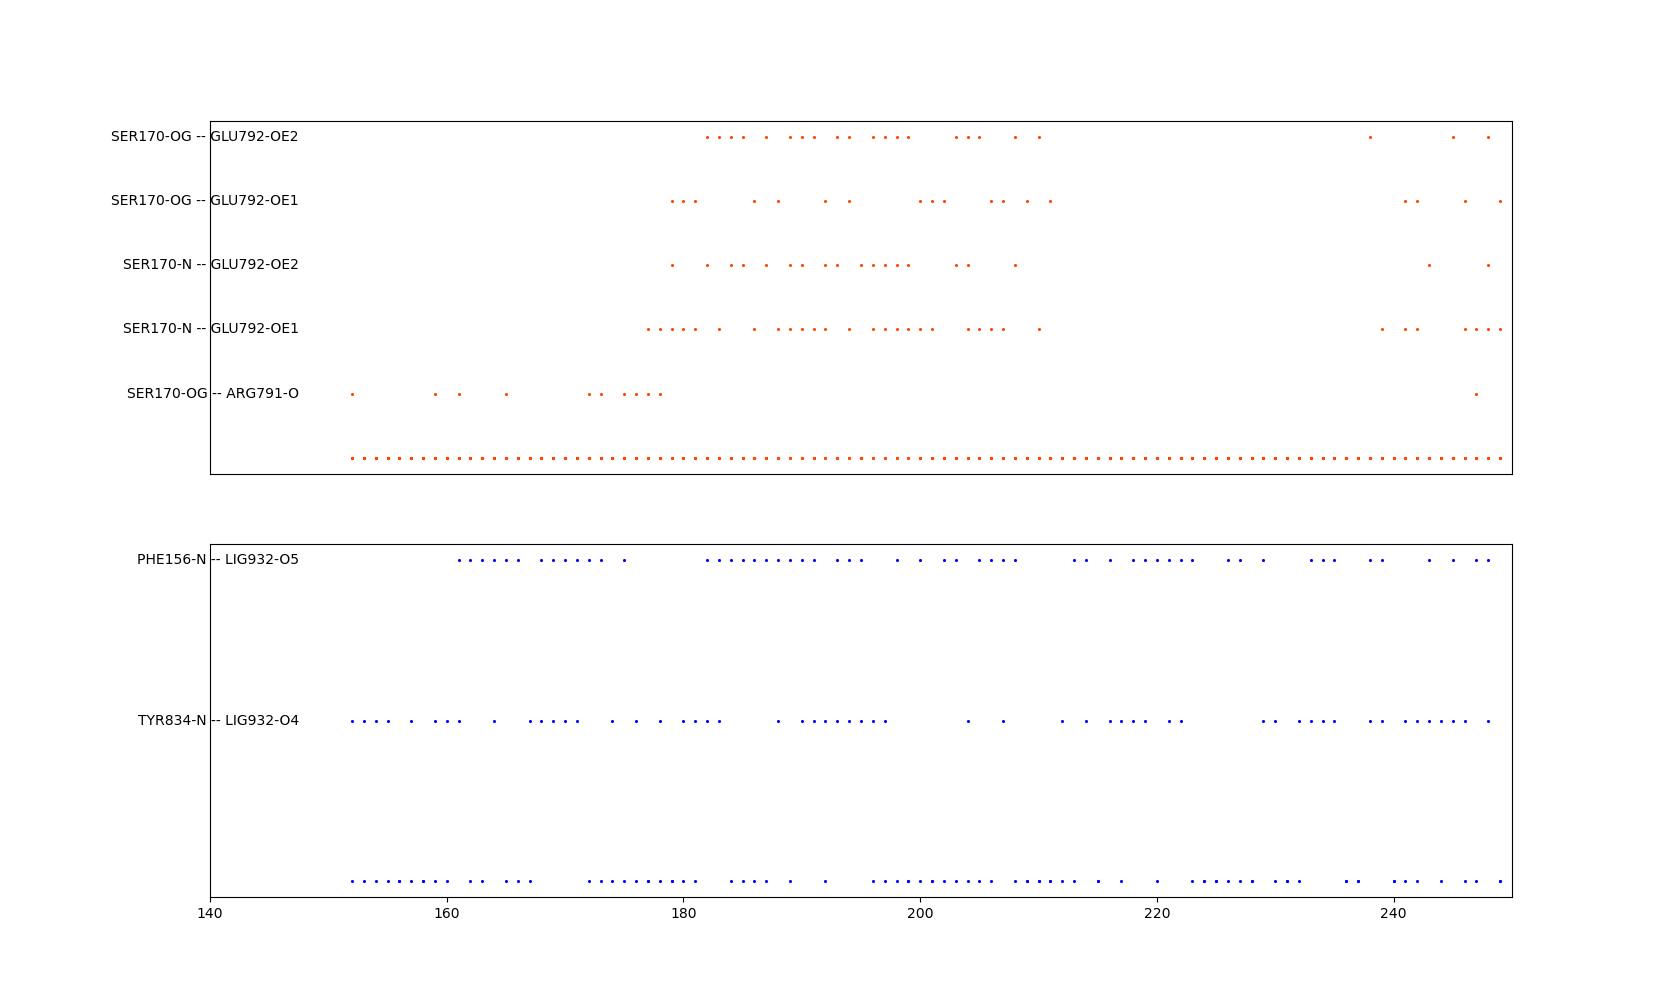 SER170-OG -- GLU792-OE2
SER170-OG -- GLU792-OE1
SER170-N -- GLU792-OE2
SER170-N -- GLU792-OE1
SER170-OG -- ARG791-O
PHE156-N -- LIG932-O5
TYR834-N -- LIG932-O4
140 160 180 200 220 240